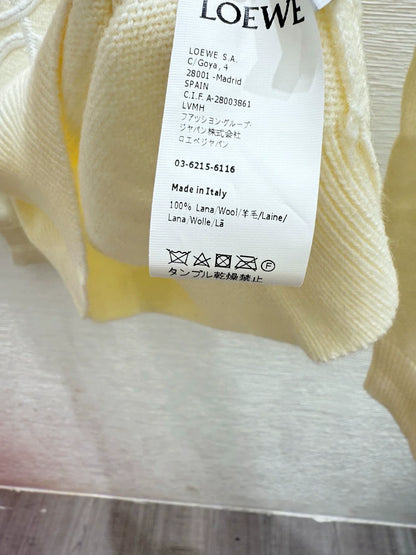 LOEWE
LOEWE S.A.
C/Goya, 4
28001 -Madrid
SPAIN
C.I.F. A-28003861
LVMH
ファッション・グループ・
ジャパン株式会社
ロエベジャパン
03-6215-6116
Made in Italy
100% Lana/Wool/羊毛/Laine/
Lana/Wolle/Lã
F
タンブル乾燥禁止